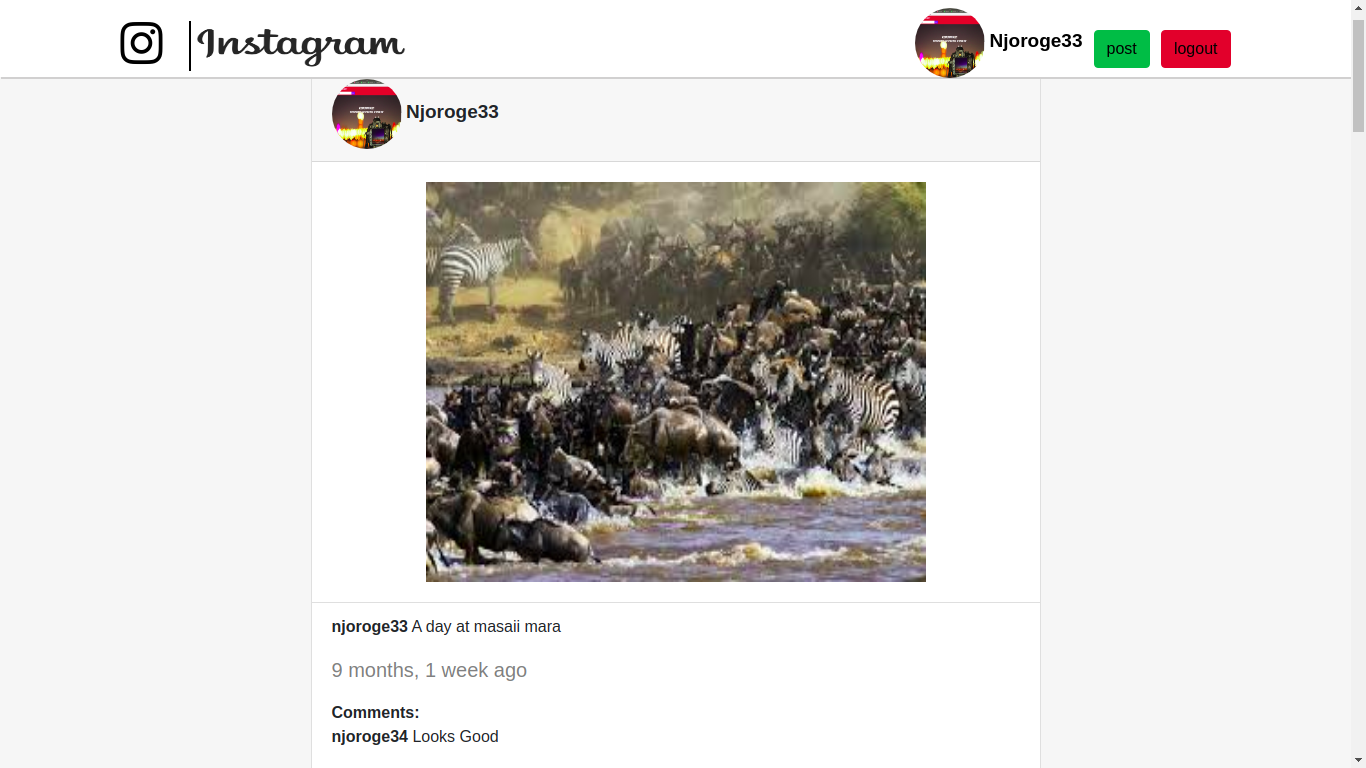 Instagram
Njoroge33
post
logout
Njoroge33
njoroge33 A day at masaii mara
9 months, 1 week ago
Comments:
njoroge34 Looks Good